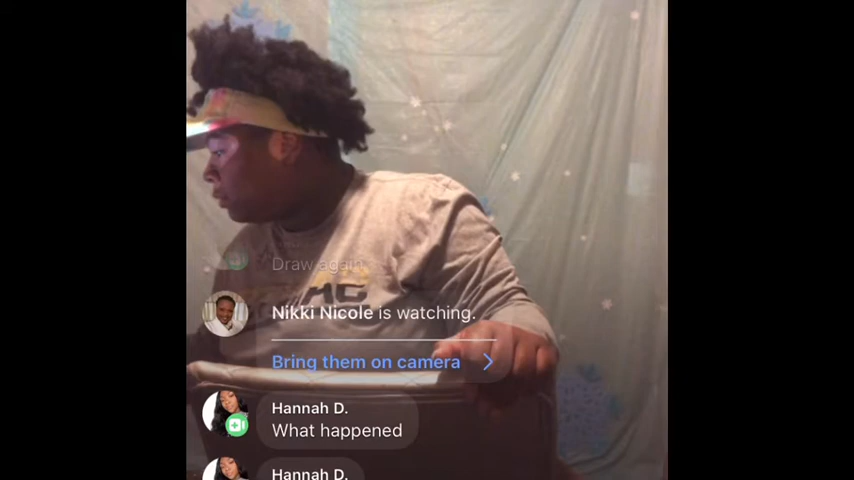 Draw again
Nikki Nicole is watching.
Bring them on camera
Hannah D.
What happened
Hannah D.